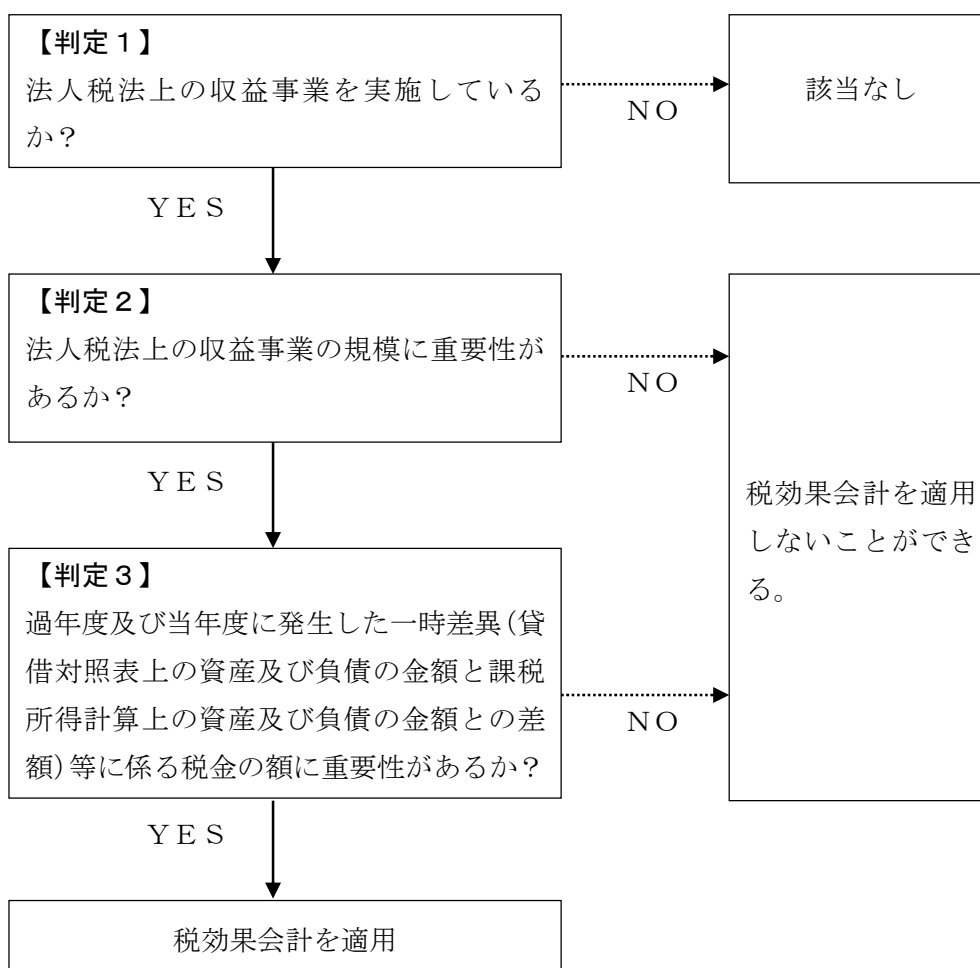 【判定１】
法人税法上の収益事業を実施している
か？
ＮＯ
該当なし
ＹＥＳ
【判定２】
法人税法上の収益事業の規模に重要性が
あるか？
ＮＯ
ＹＥＳ
税効果会計を適用
しないことができ
る。
【判定３】
過年度及び当年度に発生した一時差異(貸
借対照表上の資産及び負債の金額と課税
所得計算上の資産及び負債の金額との差
額)等に係る税金の額に重要性があるか？
ＮＯ
ＹＥＳ
税効果会計を適用